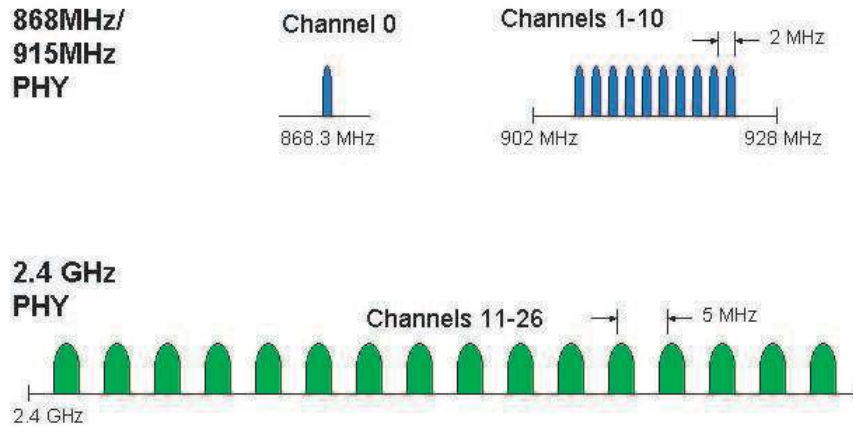 868MHz/
915MHz
PHY
Channel 0
868.3 MHz
Channels 1-10
2 MHz
902 MHz
928 MHz
2.4 GHz
PHY
Channels 11-26
5 MHz
2.4 GHz